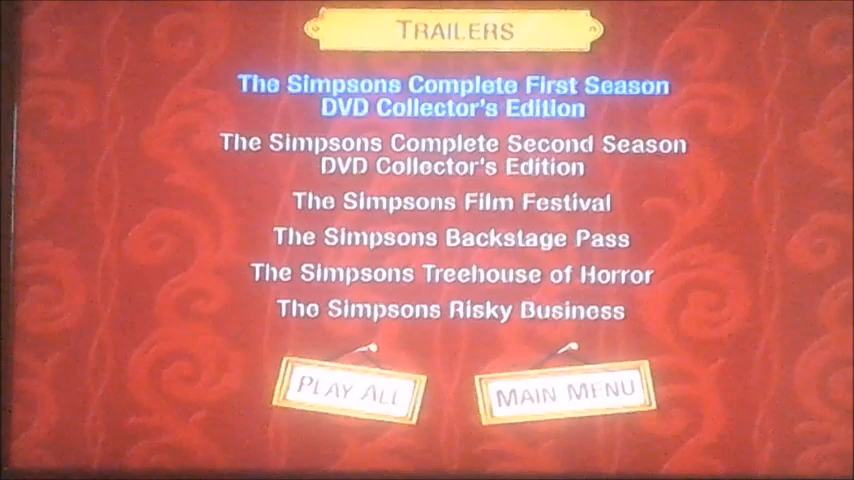 TRAILERS
The Simpsons Complete First Season
DVD Collector's Edition
The Simpsons Complete Second Season
DVD Collector's Edition
The Simpsons Film Festival
The Simpsons Backstage Pass
The Simpsons Treehouse of Horror
The Simpsons Risky Business
PLAY ALL
MAIN MENU